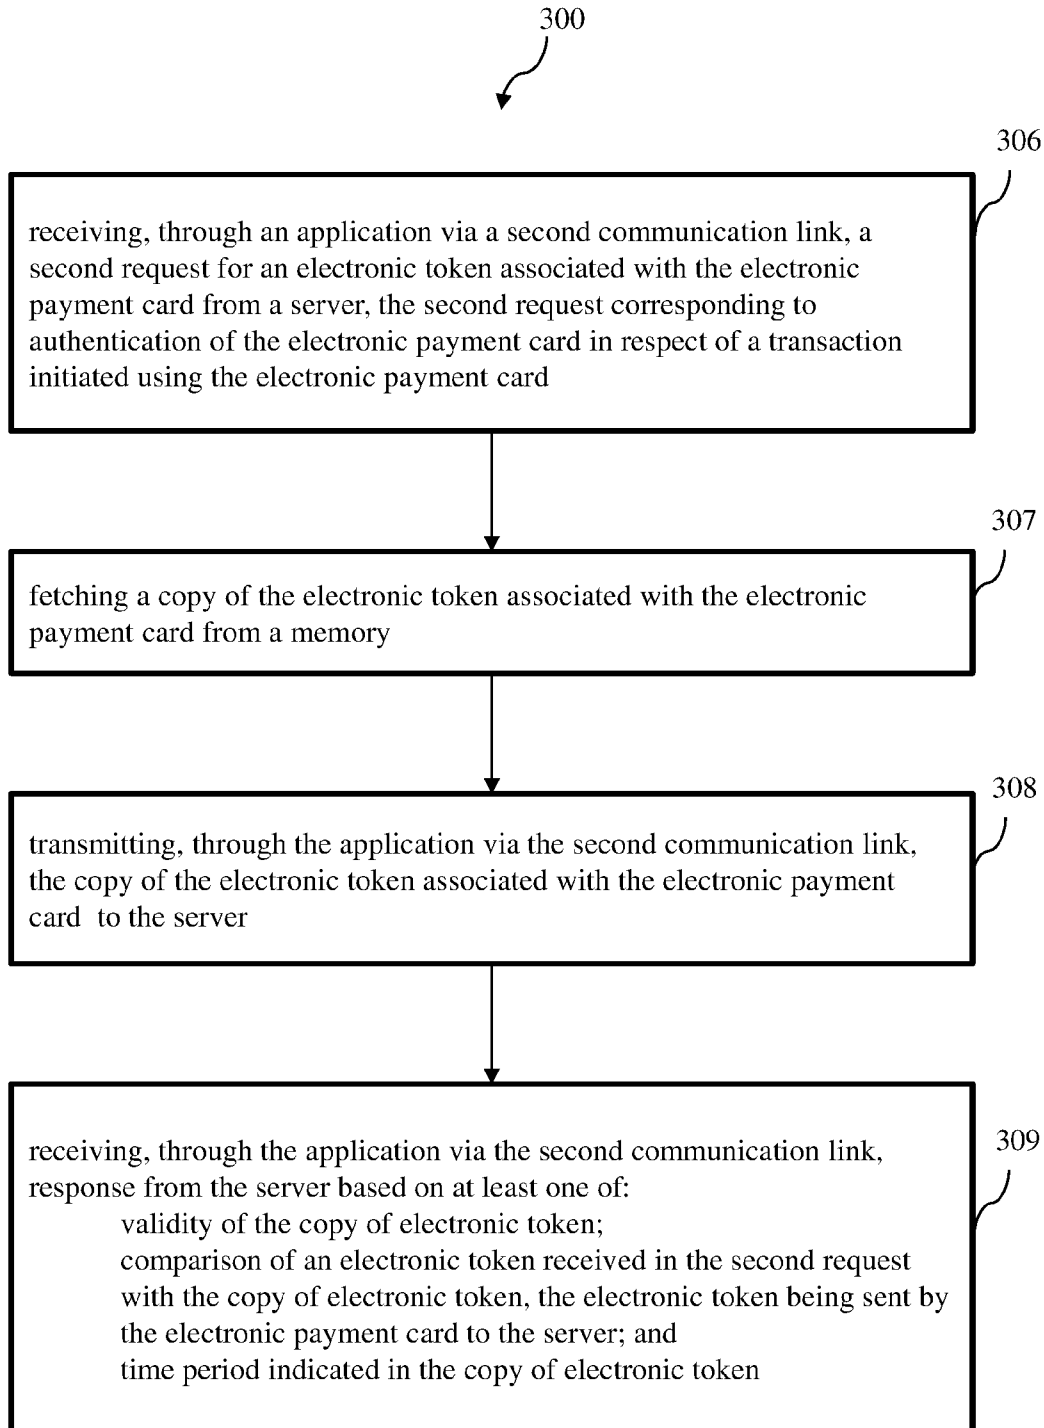 300
306
receiving, through an application via a second communication link, a
second request for an electronic token associated with the electronic
payment card from a server, the second request corresponding to
authentication of the electronic payment card in respect of a transaction
initiated using the electronic payment card
307
fetching a copy of the electronic token associated with the electronic
payment card from a memory
308
transmitting, through the application via the second communication link,
the copy of the electronic token associated with the electronic payment
card to the server
309
receiving, through the application via the second communication link,
response from the server based on at least one of:
validity of the copy of electronic token;
comparison of an electronic token received in the second request
with the copy of electronic token, the electronic token being sent by
the electronic payment card to the server; and
time period indicated in the copy of electronic token